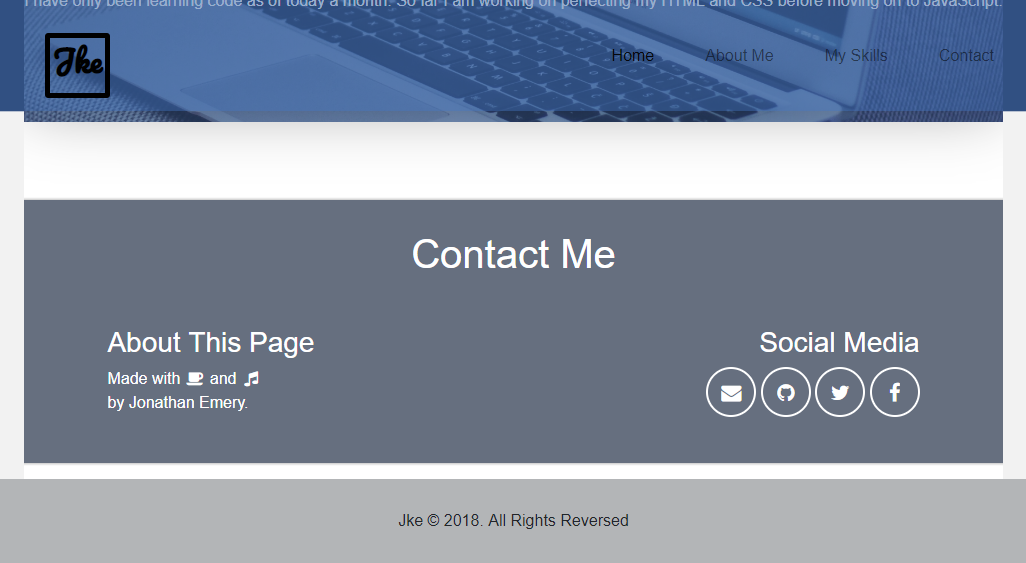 I have only been learning code as of today a month. So far I am working on perfecting my HTML and CSS before moving on to JavaScript.
Jke
Home About Me My Skills Contact
Contact Me
About This Page
Made with and
by Jonathan Emery.
Social Media
Jke © 2018. All Rights Reversed